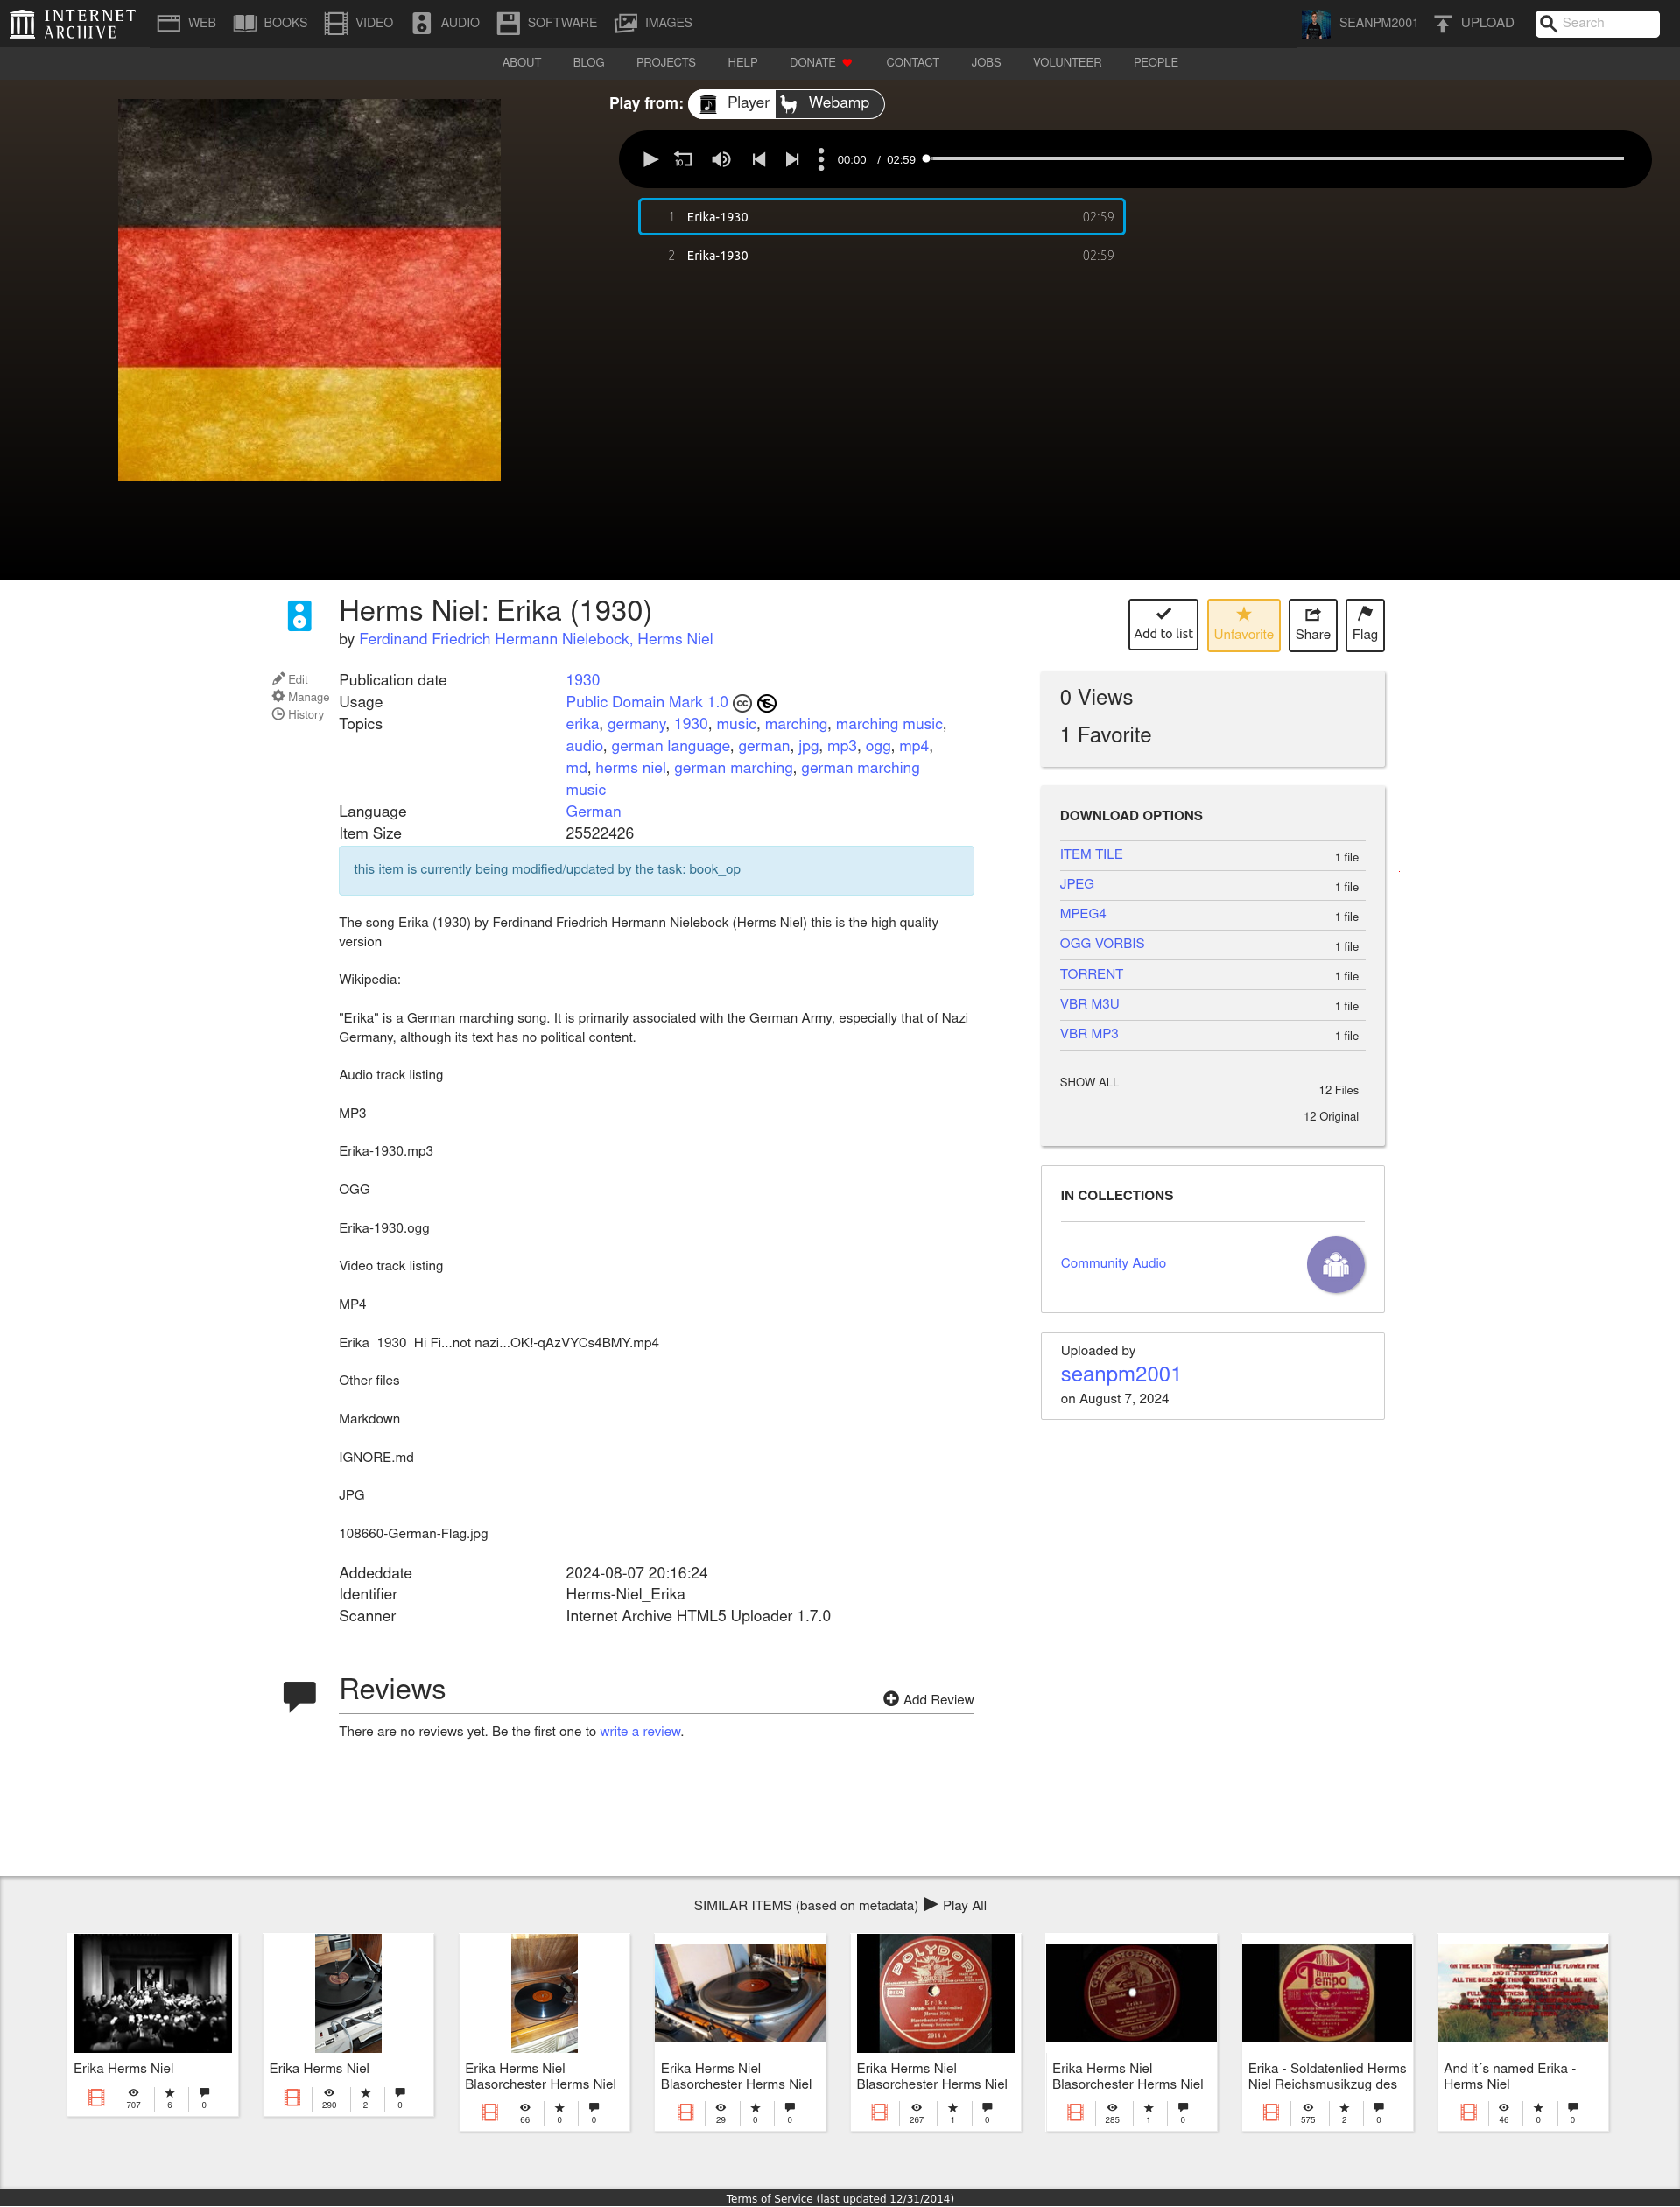 INTERNET ARCHIVE
WEB BOOKS VIDEO AUDIO SOFTWARE IMAGES SEANPM2001 UPLOAD Search
ABOUT BLOG PROJECTS HELP DONATE CONTACT JOBS VOLUNTEER PEOPLE
Play from: Player Webamp
10 00:00 / 02:59
1 Erika-1930 02:59
2 Erika-1930 02:59
Herms Niel: Erika (1930)
by Ferdinand Friedrich Hermann Nielebock, Herms Niel
Edit
Manage
History
Publication date 1930
Usage Public Domain Mark 1.0
Topics erika, germany, 1930, music, marching, marching music,
audio, german language, german, jpg, mp3, ogg, mp4,
md, herms niel, german marching, german marching
music
Language German
Item Size 25522426
this item is currently being modified/updated by the task: book_op
The song Erika (1930) by Ferdinand Friedrich Hermann Nielebock (Herms Niel) this is the high quality
version
Wikipedia:
"Erika" is a German marching song. It is primarily associated with the German Army, especially that of Nazi
Germany, although its text has no political content.
Audio track listing
MP3
Erika-1930.mp3
OGG
Erika-1930.ogg
Video track listing
MP4
Erika  1930  Hi Fi...not nazi...OK!-qAzVYCs4BMY.mp4
Other files
Markdown
IGNORE.md
JPG
108660-German-Flag.jpg
Addeddate 2024-08-07 20:16:24
Identifier Herms-Niel_Erika
Scanner Internet Archive HTML5 Uploader 1.7.0
Add to list Unfavorite Share Flag
0 Views
1 Favorite
DOWNLOAD OPTIONS
ITEM TILE 1 file
JPEG 1 file
MPEG4 1 file
OGG VORBIS 1 file
TORRENT 1 file
VBR M3U 1 file
VBR MP3 1 file
SHOW ALL 12 Files
12 Original
IN COLLECTIONS
Community Audio
Uploaded by
seanpm2001
on August 7, 2024
Reviews Add Review
There are no reviews yet. Be the first one to write a review.
SIMILAR ITEMS (based on metadata) Play All
POLYDOR
GRAMMOPHON
Tempo
Erika Herms Niel
707 6 0
Erika Herms Niel
290 2 0
Erika Herms Niel
Blasorchester Herms Niel
66 0 0
Erika Herms Niel
Blasorchester Herms Niel
29 0 0
Erika Herms Niel
Blasorchester Herms Niel
267 1 0
Erika Herms Niel
Blasorchester Herms Niel
285 1 0
Erika - Soldatenlied Herms
Niel Reichsmusikzug des
575 2 0
And it´s named Erika -
Herms Niel
46 0 0
Terms of Service (last updated 12/31/2014)